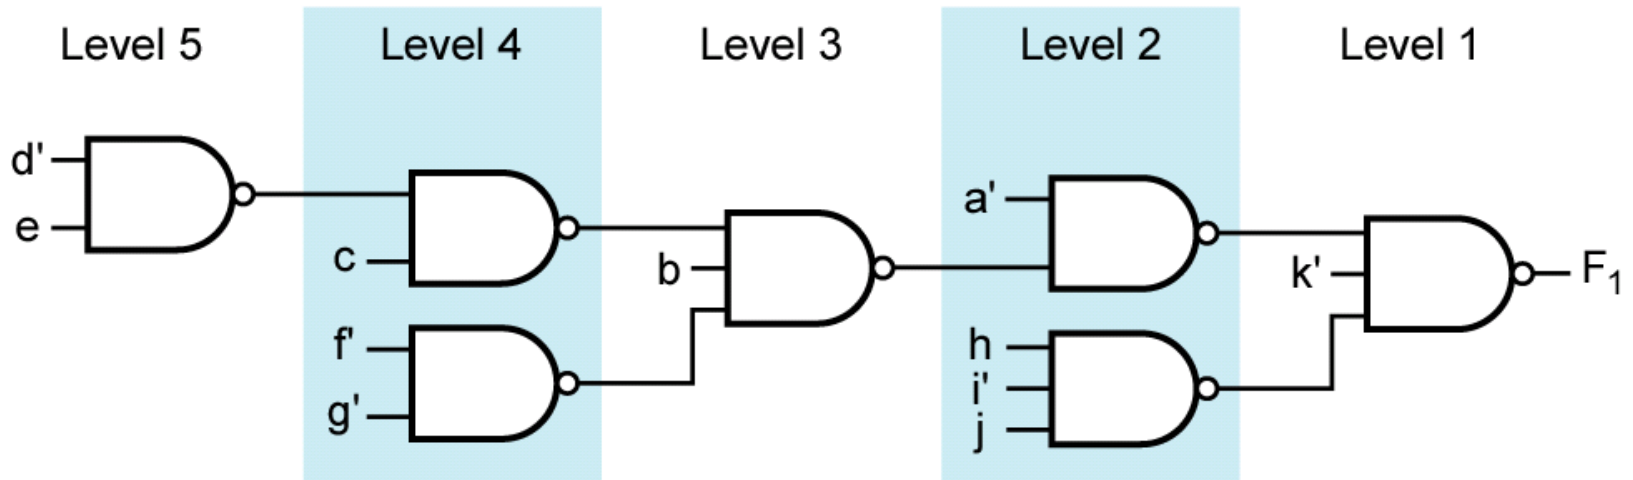 Level 5 Level 4 Level 3 Level 2 Level 1
d'
e
c
f'
g'
b
a'
h
i'
j
k'
F₁